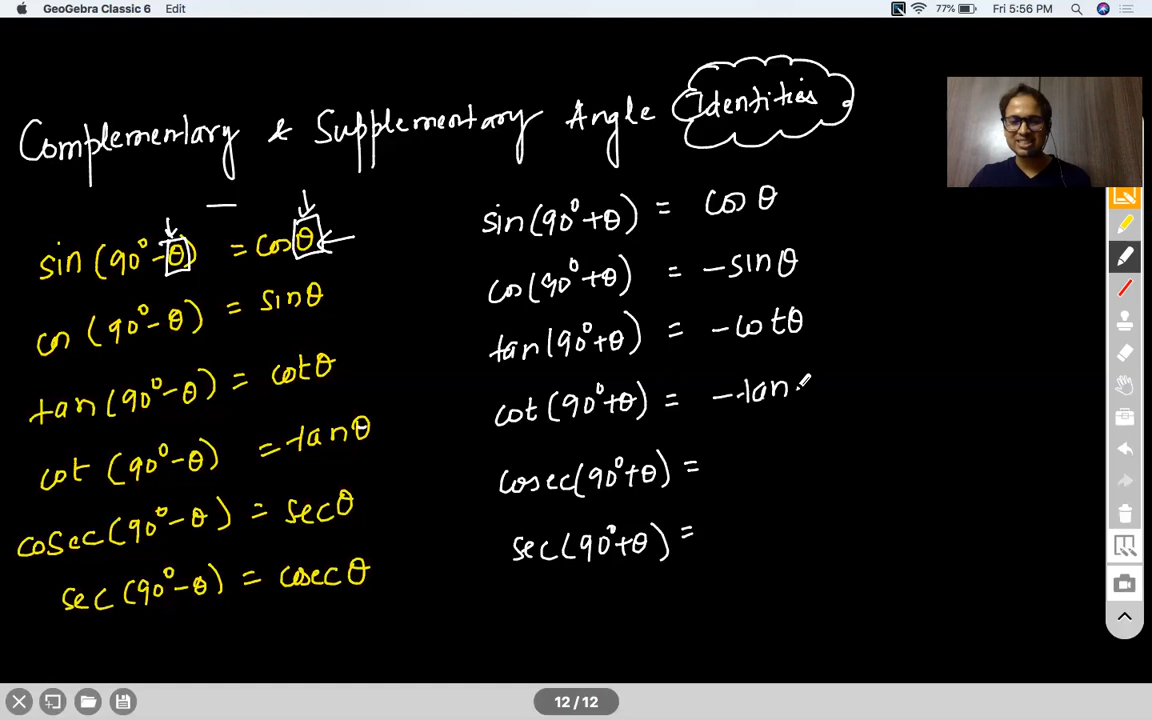 GeoGebra Classic 6 Edit 77% Fri 5:56 PM
Complementary & Supplementary Angle Identities
sin (90°-θ) = cosθ
cos (90°-θ) = sinθ
tan (90°-θ) = cotθ
cot (90°-θ) = tanθ
cosec (90°-θ) = secθ
sec (90°-θ) = cosecθ
sin(90°+θ) = cosθ
cos(90°+θ) = -sinθ
tan(90°+θ) = -cotθ
cot(90°+θ) = -tan
cosec(90°+θ) =
sec(90°+θ) =
12 / 12